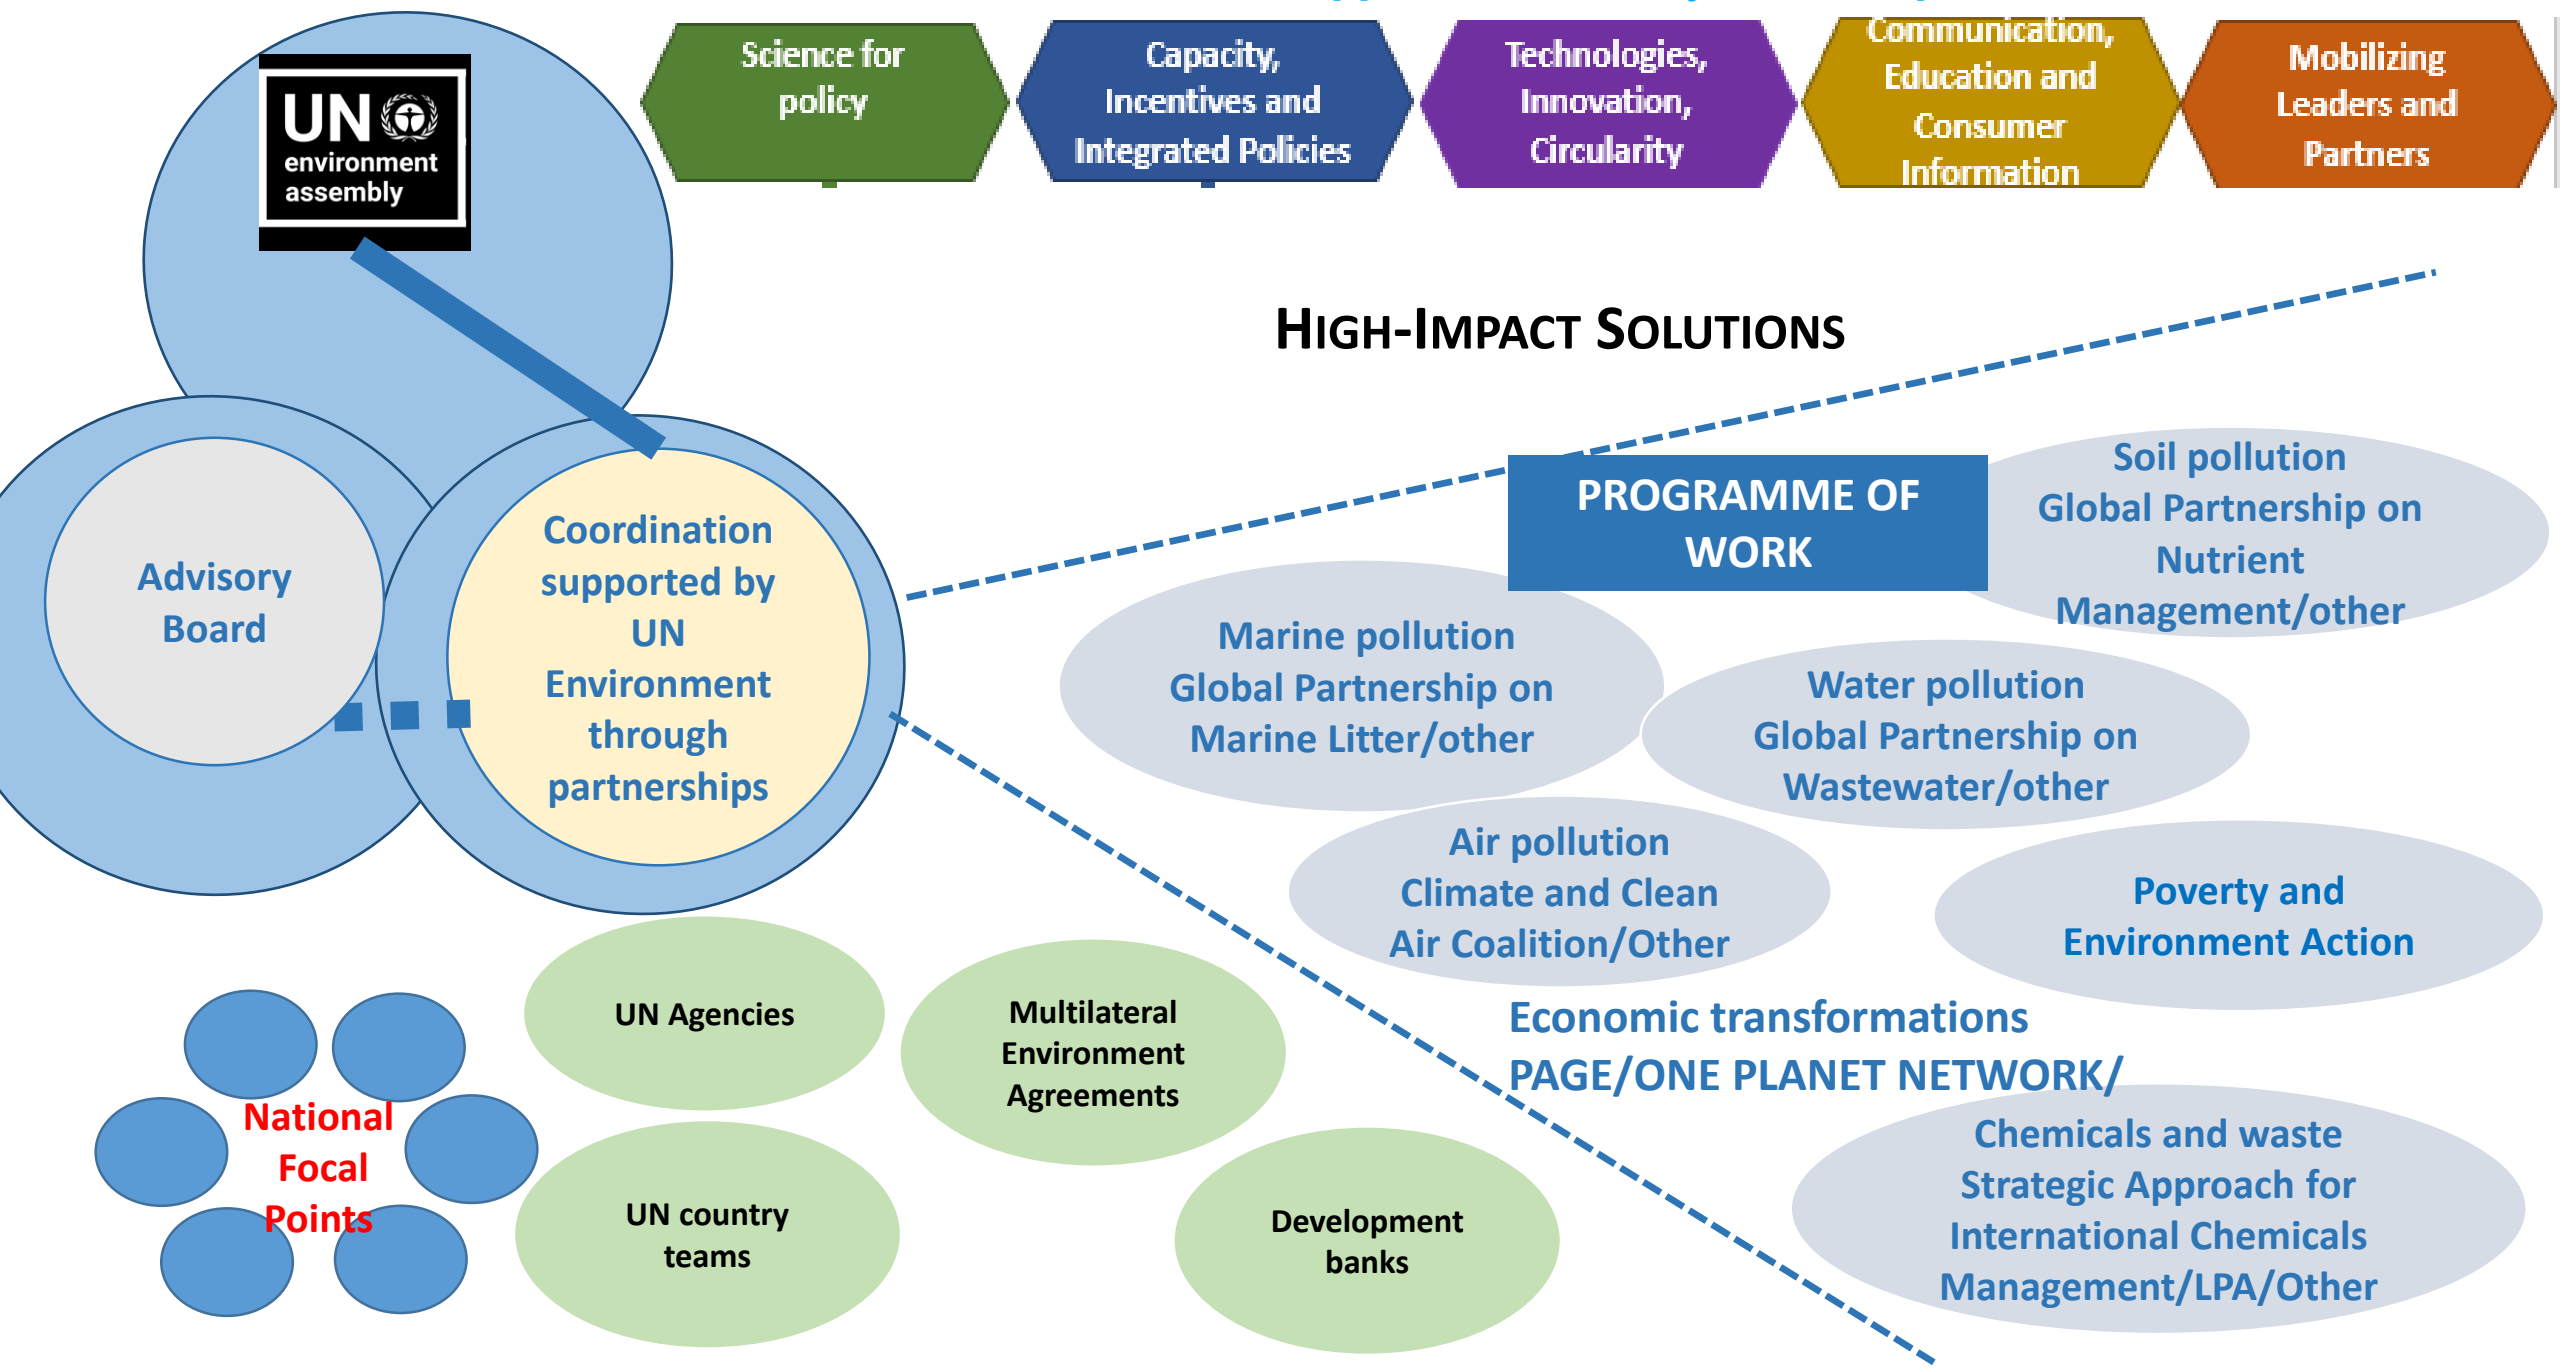 Science for
policy
Capacity,
Incentives and
Integrated Policies
Technologies,
Innovation,
Circularity
Communication,
Education and
Consumer
Information
Mobilizing
Leaders and
Partners
UN
environment
assembly
HIGH-IMPACT SOLUTIONS
PROGRAMME OF
WORK
Soil pollution
Global Partnership on
Nutrient
Management/other
Advisory
Board
Coordination
supported by
UN
Environment
through
partnerships
Marine pollution
Global Partnership on
Marine Litter/other
Water pollution
Global Partnership on
Wastewater/other
Air pollution
Climate and Clean
Air Coalition/Other
Poverty and
Environment Action
Economic transformations
PAGE/ONE PLANET NETWORK/
UN Agencies
Multilateral
Environment
Agreements
National
Focal
Points
UN country
teams
Development
banks
Chemicals and waste
Strategic Approach for
International Chemicals
Management/LPA/Other